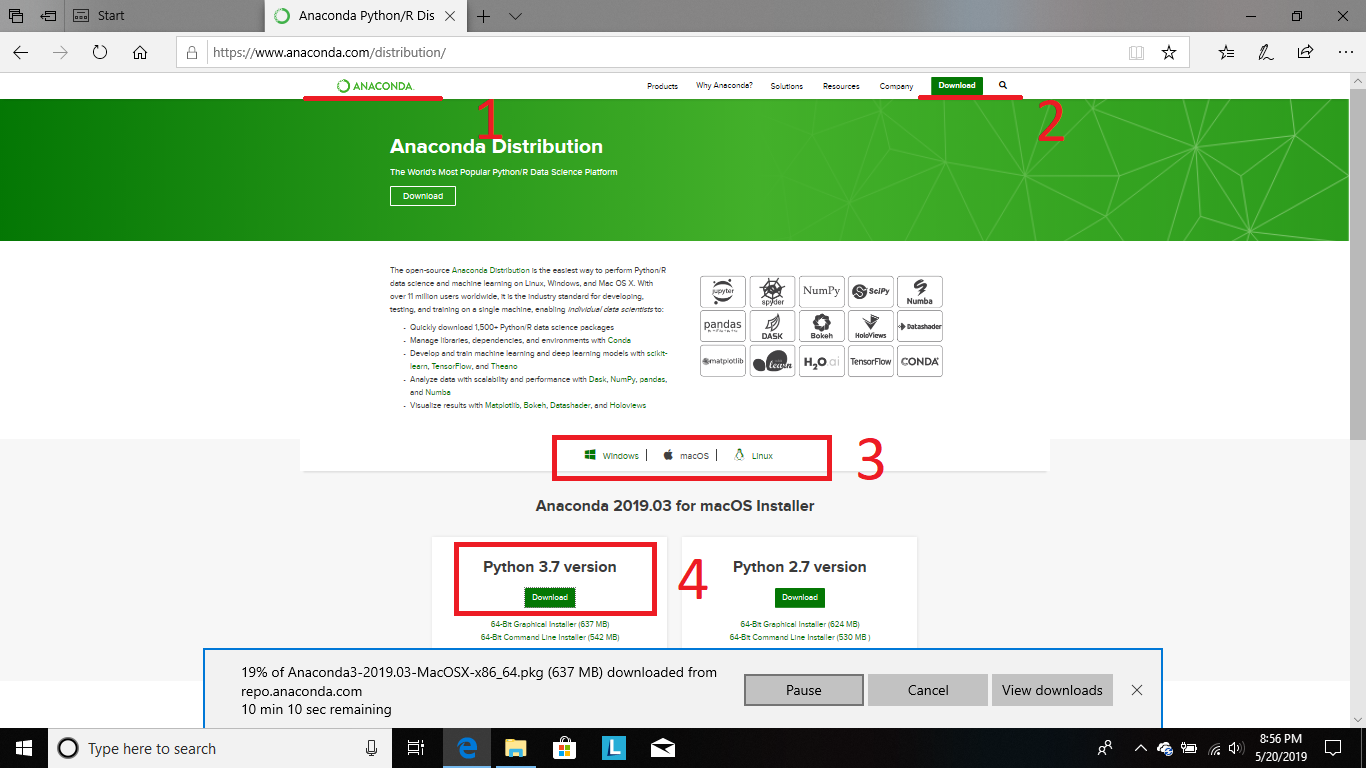 Start
Anaconda Python/R Dis
https://www.anaconda.com/distribution/
ANACONDA.
Products
Why Anaconda?
Solutions
Resources
Company
Download
1
2
Anaconda Distribution
The World's Most Popular Python/R Data Science Platform
Download
The open-source Anaconda Distribution is the easiest way to perform Python/R
data science and machine learning on Linux, Windows, and Mac OS X. With
over 11 million users worldwide, it is the industry standard for developing,
testing, and training on a single machine, enabling individual data scientists to:
- Quickly download 1,500+ Python/R data science packages
- Manage libraries, dependencies, and environments with Conda
- Develop and train machine learning and deep learning models with scikit-
learn, TensorFlow, and Theano
- Analyze data with scalability and performance with Dask, NumPy, pandas,
and Numba
- Visualize results with Matplotlib, Bokeh, Datashader, and Holoviews
jupyter
spyder
NumPy
SciPy
Numba
pandas
DASK
Bokeh
HoloViews
Datashader
matplotlib
learn
H2O.ai
TensorFlow
CONDA
Windows | macOS | Linux
3
Anaconda 2019.03 for macOS Installer
Python 3.7 version
Download
64-Bit Graphical Installer (637 MB)
64-Bit Command Line Installer (542 MB)
4
Python 2.7 version
Download
64-Bit Graphical Installer (624 MB)
64-Bit Command Line Installer (530 MB )
19% of Anaconda3-2019.03-MacOSX-x86_64.pkg (637 MB) downloaded from
repo.anaconda.com
10 min 10 sec remaining
Pause
Cancel
View downloads
Type here to search
L
8:56 PM
5/20/2019